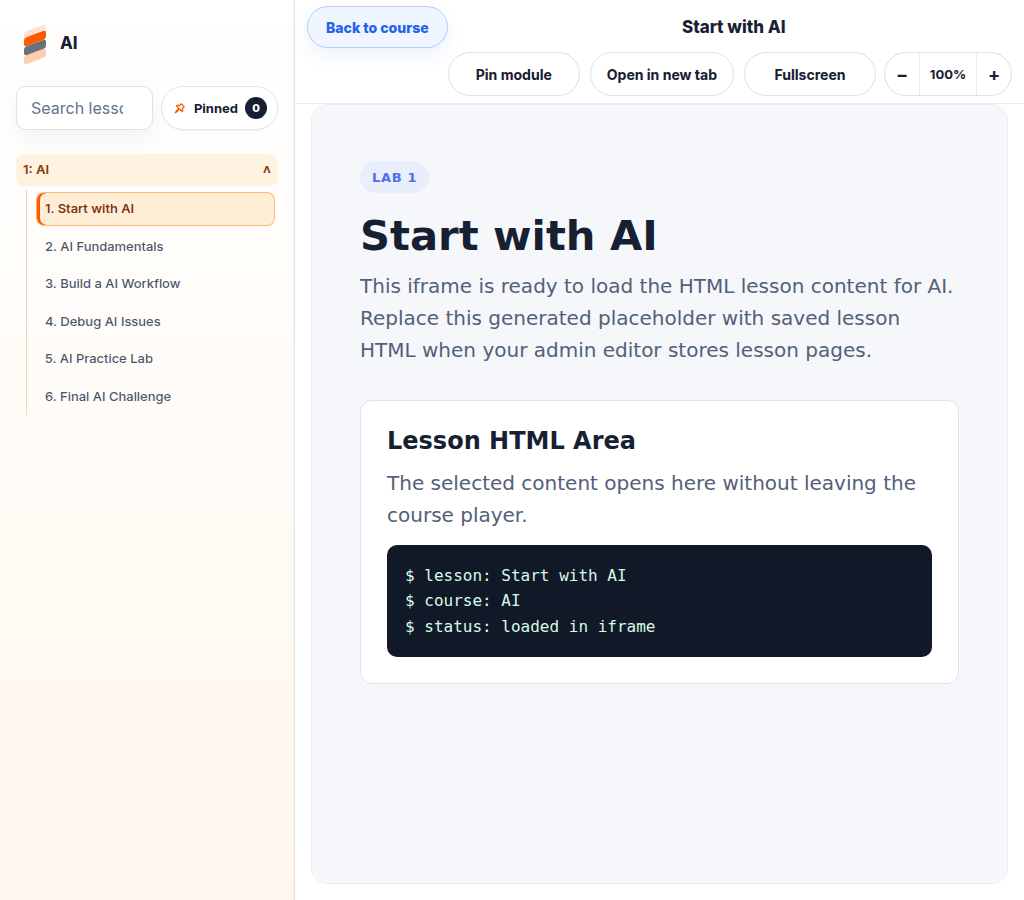 AI
Search lessc
Pinned 0
1: AI ʌ
1. Start with AI
2. AI Fundamentals
3. Build a AI Workflow
4. Debug AI Issues
5. AI Practice Lab
6. Final AI Challenge
Back to course
Start with AI
Pin module
Open in new tab
Fullscreen
− 100% +
LAB 1
Start with AI
This iframe is ready to load the HTML lesson content for AI.
Replace this generated placeholder with saved lesson
HTML when your admin editor stores lesson pages.
Lesson HTML Area
The selected content opens here without leaving the
course player.
$ lesson: Start with AI
$ course: AI
$ status: loaded in iframe